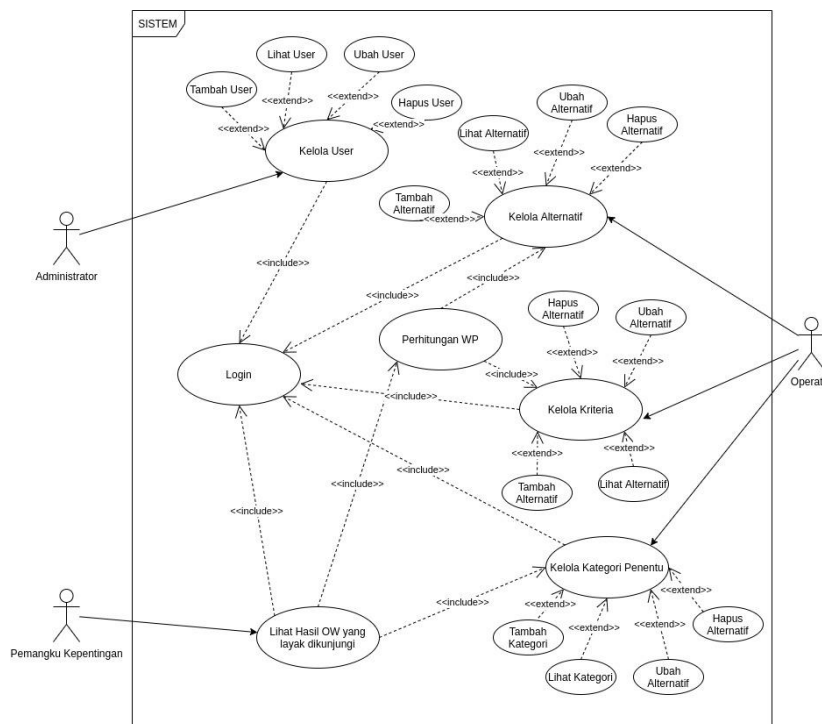 SISTEM
Lihat User
Ubah User
Tambah User
Hapus User
<<extend>>
<<extend>>
<<extend>>
<<extend>>
Kelola User
Ubah
Alternatif
Hapus
Alternatif
Lihat Alternatif
<<extend>>
<<extend>>
<<extend>>
Tambah
Alternatif
<<extend>>
Kelola Alternatif
Administrator
<<include>>
<<include>>
<<include>>
Hapus
Alternatif
Ubah
Alternatif
Perhitungan WP
<<extend>>
<<extend>>
Login
<<include>>
Operat
<<include>>
Kelola Kriteria
<<extend>>
<<extend>>
Tambah
Alternatif
Lihat Alternatif
<<include>>
<<include>>
<<include>>
Kelola Kategori Penentu
<<include>>
<<extend>>
<<extend>>
<<extend>>
<<extend>>
Hapus
Alternatif
Tambah
Kategori
Lihat Kategori
Ubah
Alternatif
Pemangku Kepentingan
Lihat Hasil OW yang
layak dikunjungi